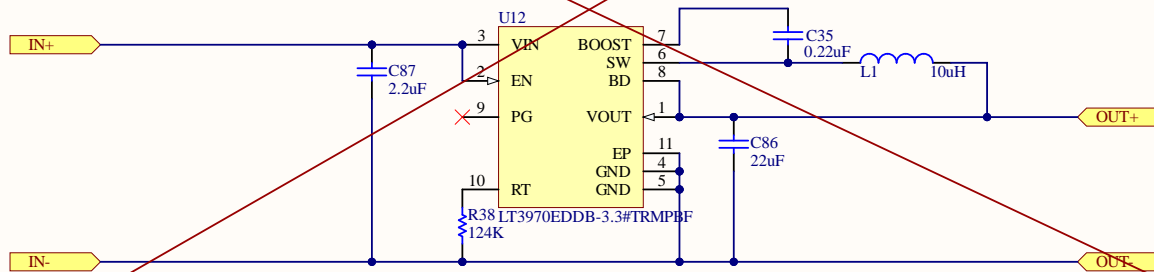 U12
IN+
3
VIN
BOOST
7
C35
0.22uF
6
SW
C87
2.2uF
2
EN
BD
8
L1
10uH
9
PG
VOUT
1
OUT+
C86
22uF
EP
11
GND
4
10
RT
GND
5
R38
124K
LT3970EDDB-3.3#TRMPBF
IN-
OUT-